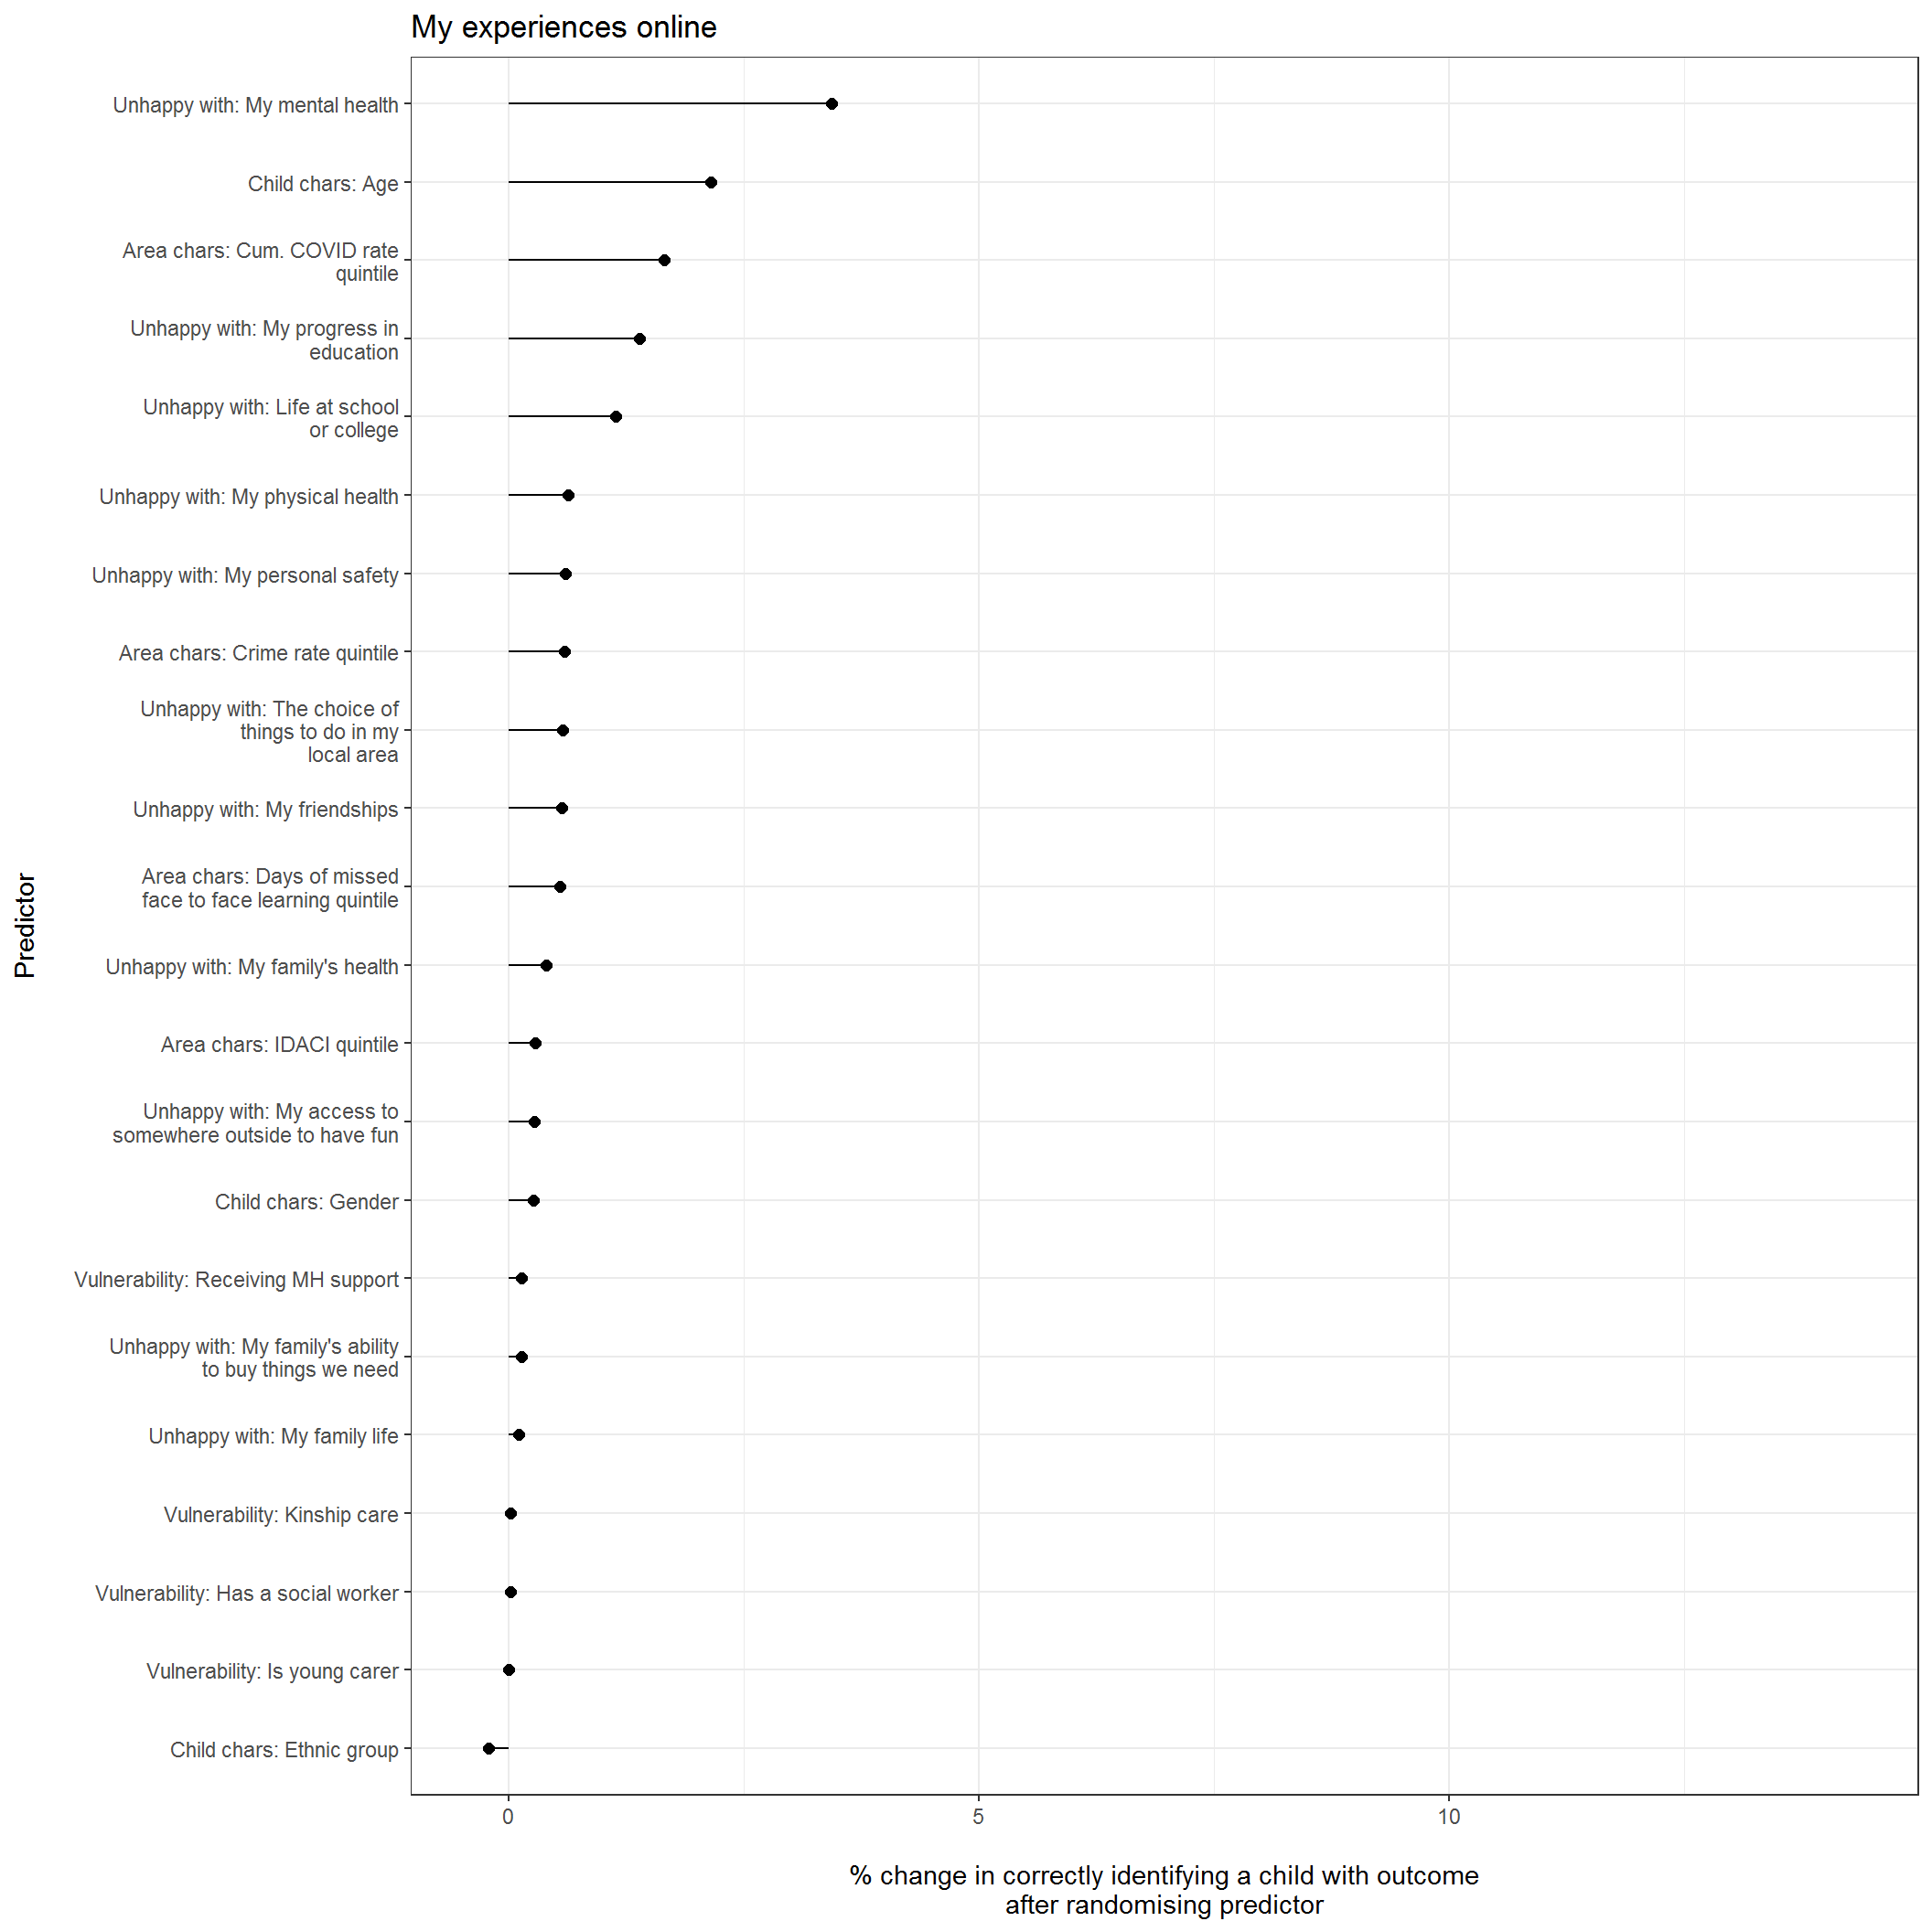 My experiences online
Unhappy with: My mental health
Child chars: Age
Area chars: Cum. COVID rate
quintile
Unhappy with: My progress in
education
Unhappy with: Life at school
or college
Unhappy with: My physical health
Unhappy with: My personal safety
Area chars: Crime rate quintile
Unhappy with: The choice of
things to do in my
local area
Unhappy with: My friendships
Area chars: Days of missed
face to face learning quintile
Unhappy with: My family's health
Area chars: IDACI quintile
Unhappy with: My access to
somewhere outside to have fun
Child chars: Gender
Vulnerability: Receiving MH support
Unhappy with: My family's ability
to buy things we need
Unhappy with: My family life
Vulnerability: Kinship care
Vulnerability: Has a social worker
Vulnerability: Is young carer
Child chars: Ethnic group
Predictor
0 5 10
% change in correctly identifying a child with outcome
after randomising predictor